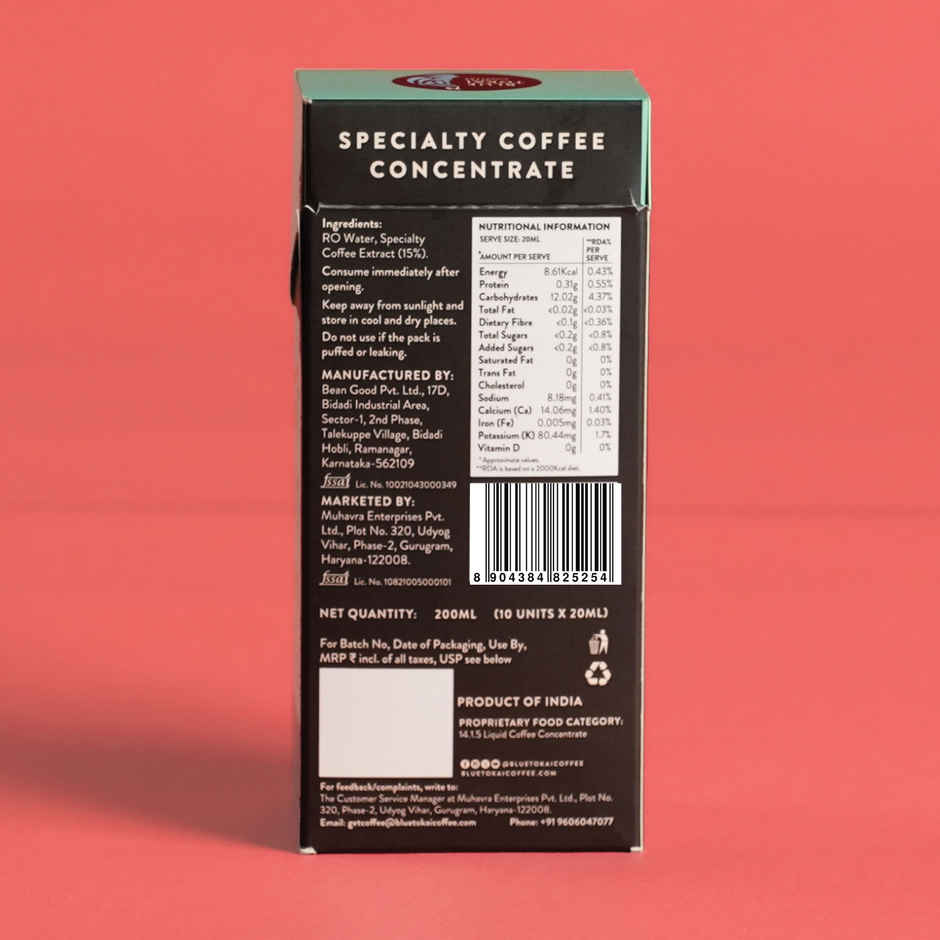 SPECIALTY COFFEE
CONCENTRATE
Ingredients:
RO Water, Specialty
Coffee Extract (15%).
Consume immediately after
opening.
Keep away from sunlight and
store in cool and dry places.
Do not use if the pack is
puffed or leaking.
MANUFACTURED BY:
Bean Good Pvt. Ltd., 17D,
Bidadi Industrial Area,
Sector-1, 2nd Phase,
Talekuppe Village, Bidadi
Hobli, Ramanagar,
Karnataka-562109
fssai Lic. No. 10021043000349
MARKETED BY:
Muhavra Enterprises Pvt.
Ltd., Plot No. 320, Udyog
Vihar, Phase-2, Gurugram,
Haryana-122008.
fssai Lic. No. 10821005000101
NUTRITIONAL INFORMATION
SERVE SIZE: 20ML
*AMOUNT PER SERVE
**RDA%
PER
SERVE
Energy 8.61Kcal 0.43%
Protein 0.31g 0.55%
Carbohydrates 12.02g 4.37%
Total Fat <0.02g <0.03%
Dietary Fibre <0.1g <0.36%
Total Sugars <0.2g <0.8%
Added Sugars <0.2g <0.8%
Saturated Fat 0g 0%
Trans Fat 0g 0%
Cholesterol 0g 0%
Sodium 8.18mg 0.41%
Calcium (Ca) 14.06mg 1.40%
Iron (Fe) 0.005mg 0.03%
Potassium (K) 80.44mg 1.7%
Vitamin D 0g 0%
* Approximate values.
**RDA is based on a 2000Kcal diet.
8 904384 825254
NET QUANTITY: 200ML (10 UNITS X 20ML)
For Batch No, Date of Packaging, Use By,
MRP ₹ incl. of all taxes, USP see below
PRODUCT OF INDIA
PROPRIETARY FOOD CATEGORY:
14.1.5 Liquid Coffee Concentrate
@BLUETOKAICOFFEE
BLUETOKAICOFFEE.COM
For feedback/complaints, write to:
The Customer Service Manager at Muhavra Enterprises Pvt. Ltd., Plot No.
320, Phase-2, Udyog Vihar, Gurugram, Haryana-122008.
Email: getcoffee@bluetokaicoffee.com Phone: +91 9606047077